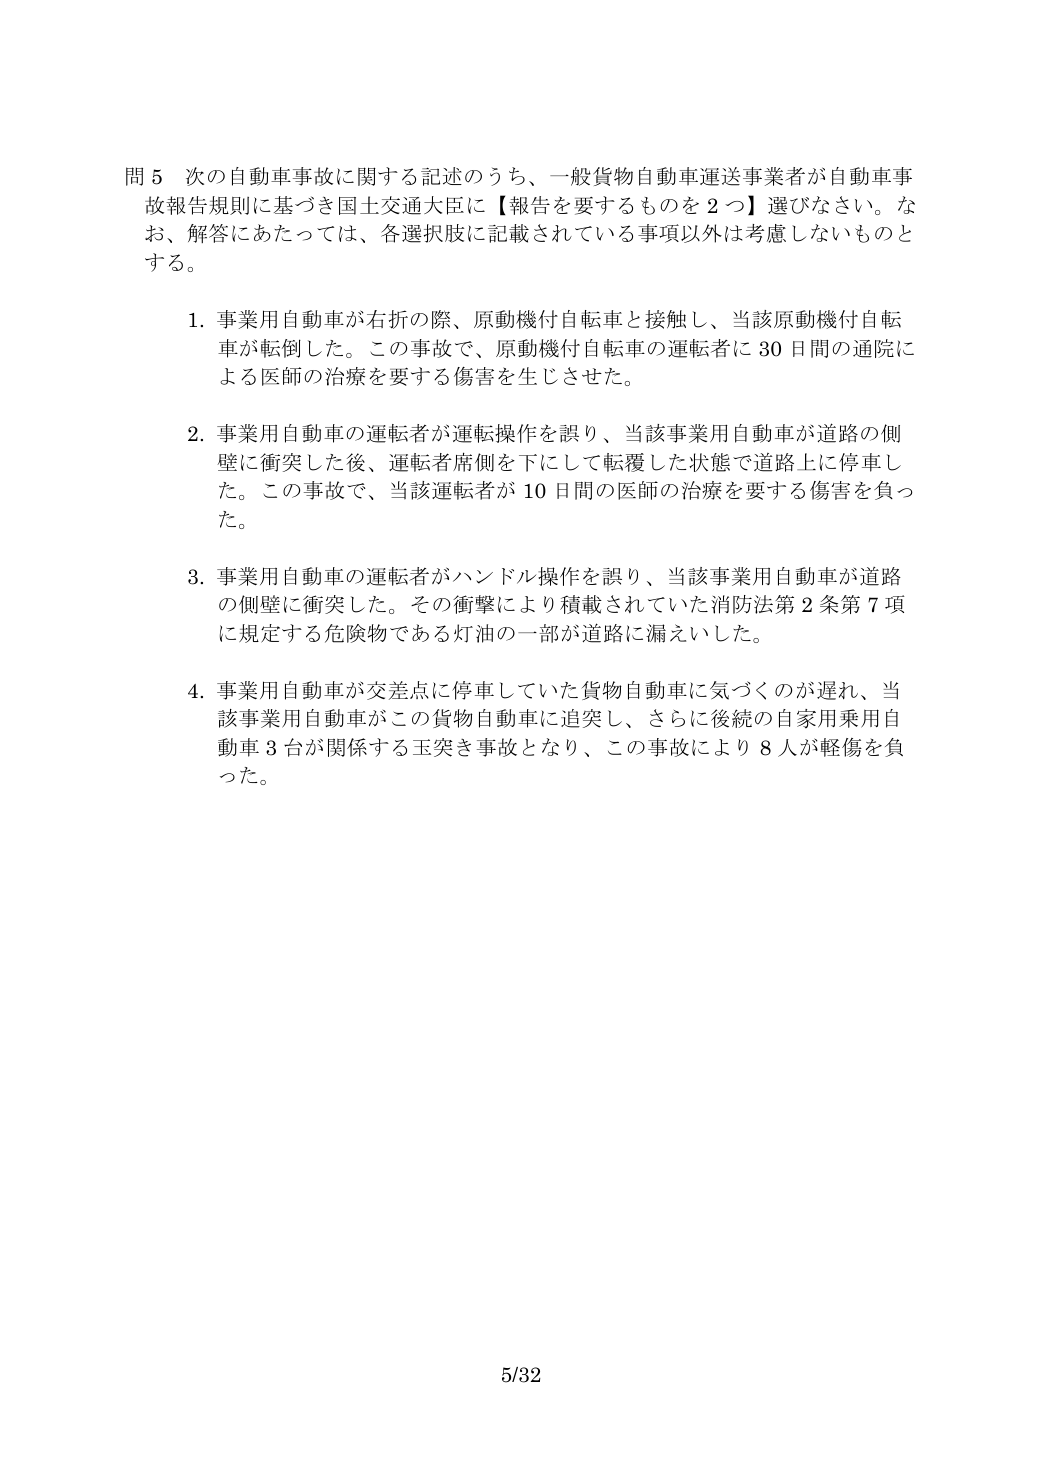 問 5　次の自動車事故に関する記述のうち、一般貨物自動車運送事業者が自動車事
故報告規則に基づき国土交通大臣に【報告を要するものを 2 つ】選びなさい。な
お、解答にあたっては、各選択肢に記載されている事項以外は考慮しないものと
する。
1. 事業用自動車が右折の際、原動機付自転車と接触し、当該原動機付自転
車が転倒した。この事故で、原動機付自転車の運転者に 30 日間の通院に
よる医師の治療を要する傷害を生じさせた。
2. 事業用自動車の運転者が運転操作を誤り、当該事業用自動車が道路の側
壁に衝突した後、運転者席側を下にして転覆した状態で道路上に停車し
た。この事故で、当該運転者が 10 日間の医師の治療を要する傷害を負っ
た。
3. 事業用自動車の運転者がハンドル操作を誤り、当該事業用自動車が道路
の側壁に衝突した。その衝撃により積載されていた消防法第 2 条第 7 項
に規定する危険物である灯油の一部が道路に漏えいした。
4. 事業用自動車が交差点に停車していた貨物自動車に気づくのが遅れ、当
該事業用自動車がこの貨物自動車に追突し、さらに後続の自家用乗用自
動車 3 台が関係する玉突き事故となり、この事故により 8 人が軽傷を負
った。
5/32